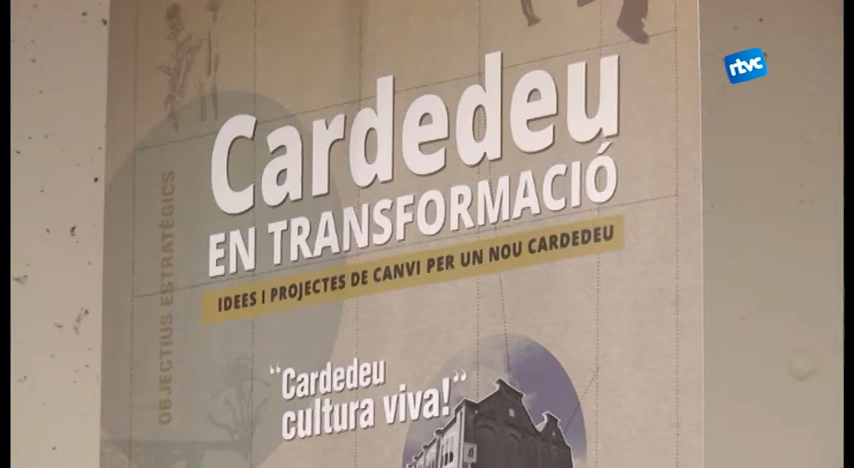 rtvc
Cardedeu
EN TRANSFORMACIÓ
IDEES I PROJECTES DE CANVI PER UN NOU CARDEDEU
OBJECTIUS ESTRATÈGICS
“Cardedeu
cultura viva!“